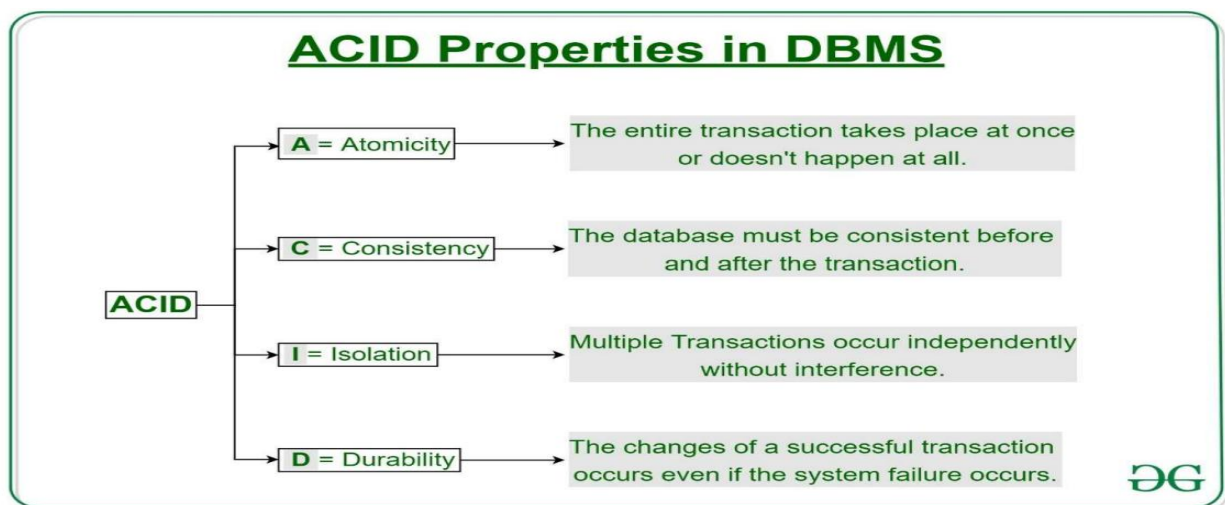 ACID Properties in DBMS
A = Atomicity
The entire transaction takes place at once
or doesn't happen at all.
C = Consistency
The database must be consistent before
and after the transaction.
ACID
I = Isolation
Multiple Transactions occur independently
without interference.
D = Durability
The changes of a successful transaction
occurs even if the system failure occurs.